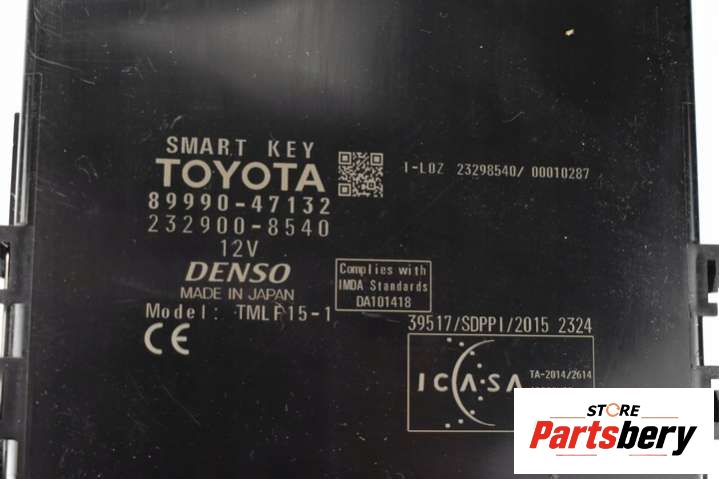 SMART KEY
TOYOTA
I-L0Z 23298540/ 00010287
89990-47132
232900-8540
12V
DENSO
Complies with
IMDA Standards
DA101418
MADE IN JAPAN
Model: TMLF15-1
CE
39517/SDPPI/2015 2324
ICASA
TA-2014/2614
STORE
Partsbery